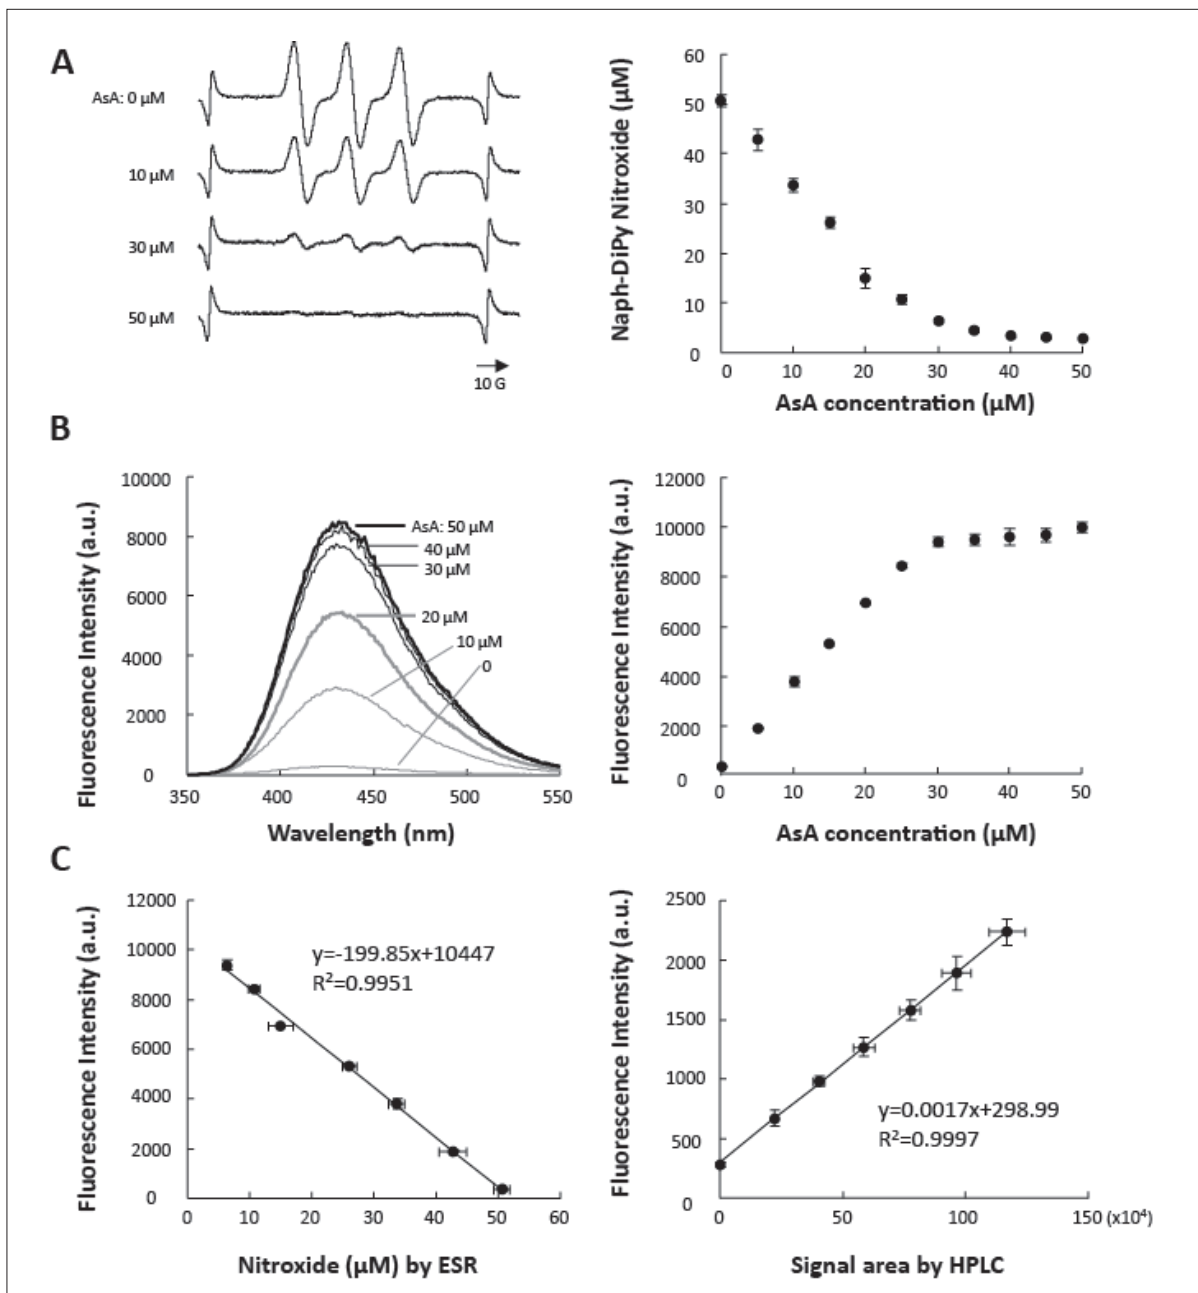 A
AsA: 0 µM
10 µM
30 µM
50 µM
10 G
Naph-DiPy Nitroxide (µM)
60
50
40
30
20
10
0
0 10 20 30 40 50
AsA concentration (µM)
B
Fluorescence Intensity (a.u.)
10000
8000
6000
4000
2000
0
350 400 450 500 550
Wavelength (nm)
AsA: 50 µM
40 µM
30 µM
20 µM
10 µM
0
Fluorescence Intensity (a.u.)
12000
10000
8000
6000
4000
2000
0
0 10 20 30 40 50
AsA concentration (µM)
C
Fluorescence Intensity (a.u.)
12000
10000
8000
6000
4000
2000
0
0 10 20 30 40 50 60
y=-199.85x+10447
R²=0.9951
Nitroxide (µM) by ESR
Fluorescence Intensity (a.u.)
2500
2000
1500
1000
500
0
0 50 100 150 (x10⁴)
y=0.0017x+298.99
R²=0.9997
Signal area by HPLC